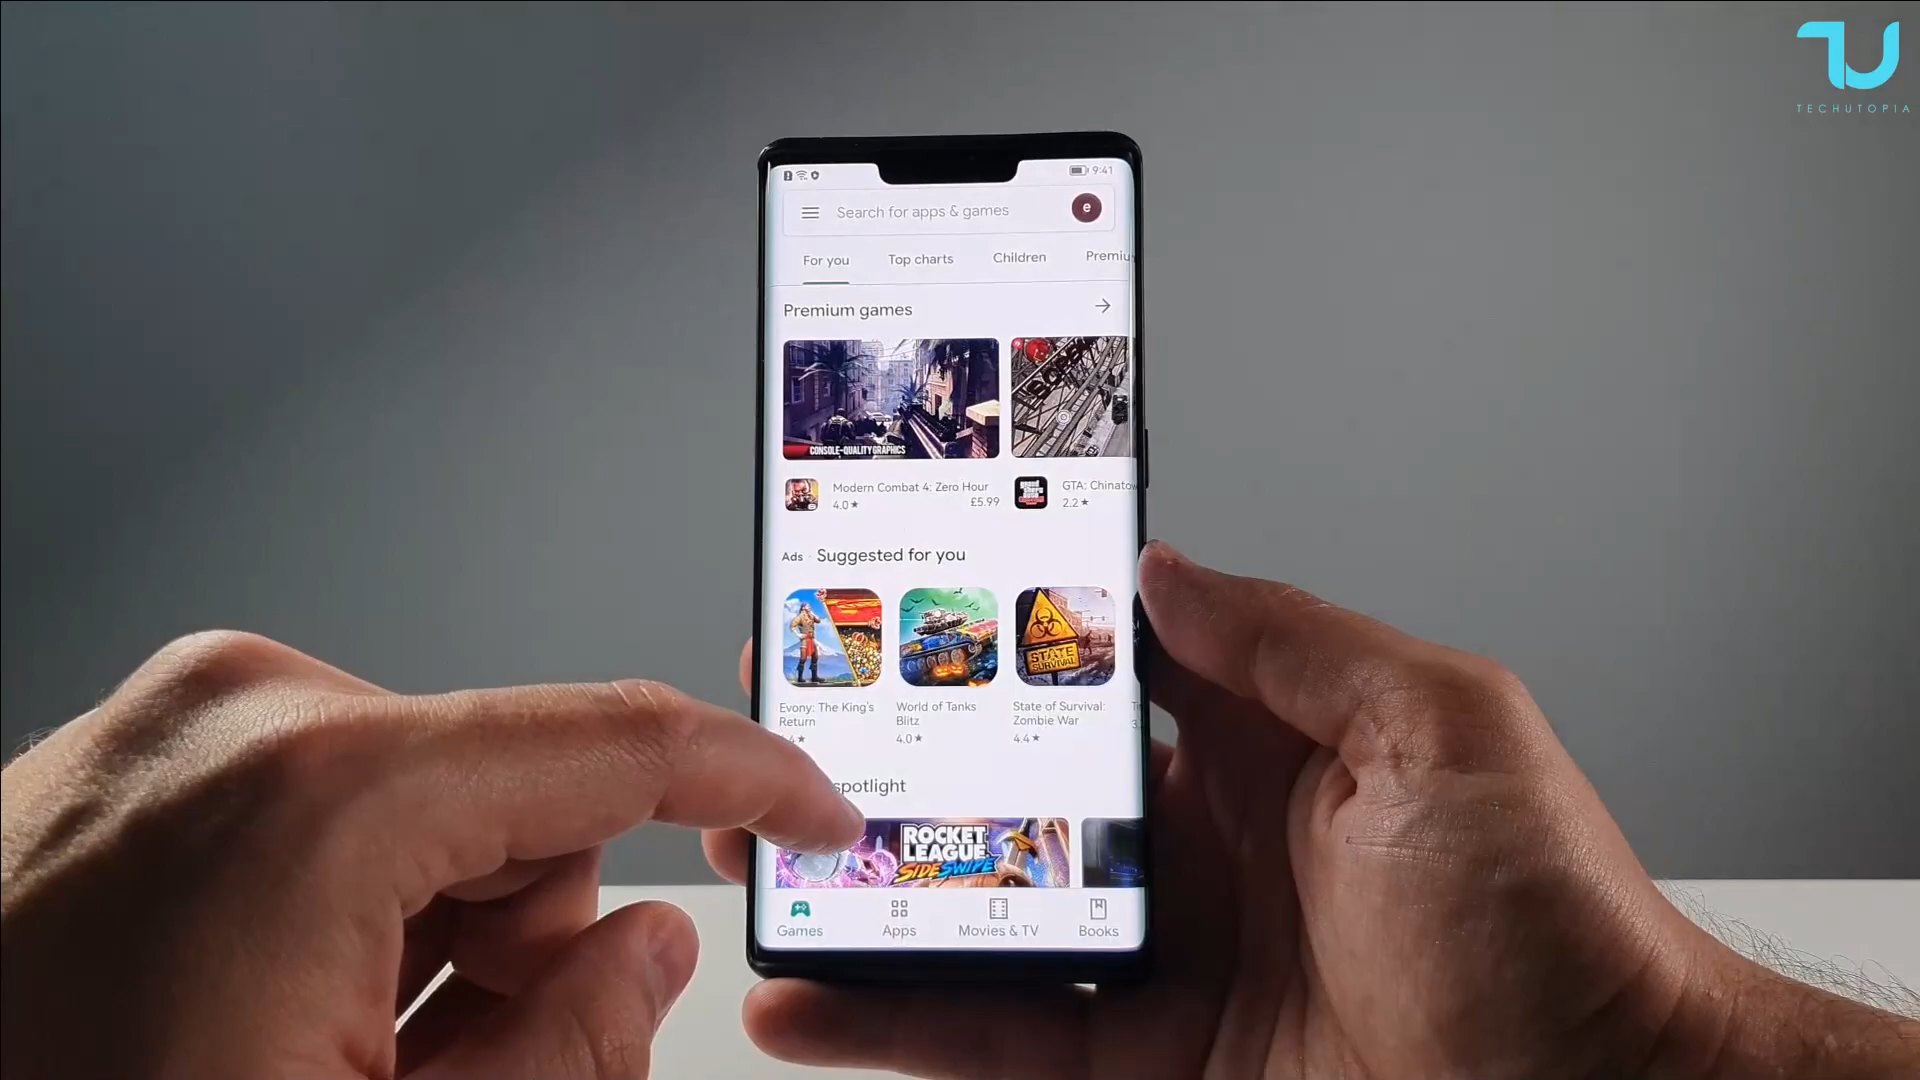 TECHUTOPIA
9:41
Search for apps & games
e
For you
Top charts
Children
Premiu
Premium games
CONSOLE-QUALITY GRAPHICS
Modern Combat 4: Zero Hour
4.0★
£5.99
GTA: Chinatow
2.2★
Ads · Suggested for you
STATE
SURVIVAL
Evony: The King's
Return
World of Tanks
Blitz
4.0★
State of Survival:
Zombie War
4.4★
spotlight
ROCKET
LEAGUE
SIDESWIPE
Games
Apps
Movies & TV
Books